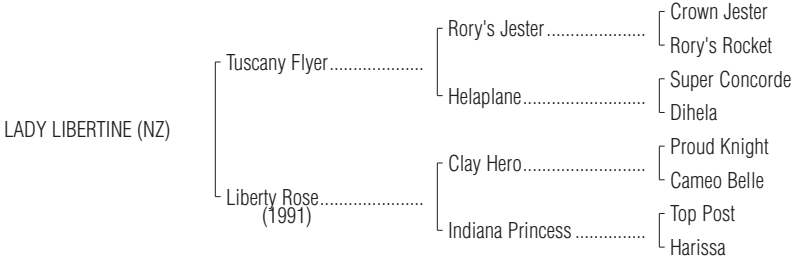 Crown Jester
Rory's Jester......................
Rory's Rocket
Tuscany Flyer....................
Super Concorde
Helaplane..........................
Dihela
LADY LIBERTINE (NZ)
Proud Knight
Clay Hero..........................
Cameo Belle
Liberty Rose......................
(1991)
Top Post
Indiana Princess ...............
Harissa